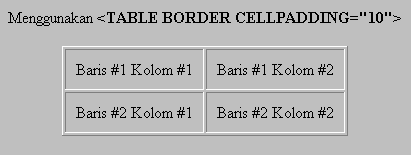 Menggunakan <TABLE BORDER CELLPADDING="10">
Baris #1 Kolom #1 Baris #1 Kolom #2
Baris #2 Kolom #1 Baris #2 Kolom #2